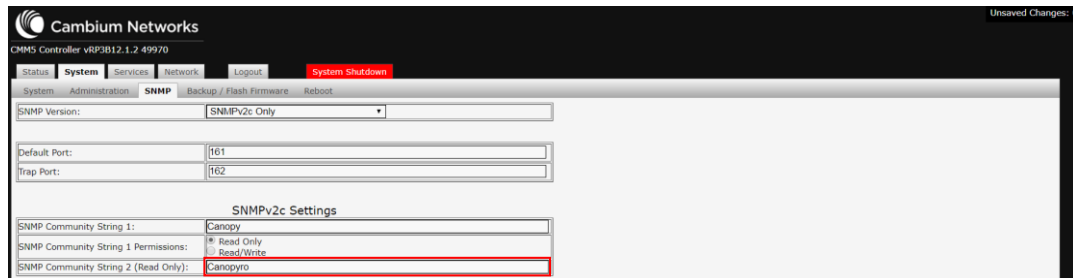 Unsaved Changes:
Cambium Networks
CMM5 Controller vRP3B12.1.2 49970
Status System Services Network Logout System Shutdown
System Administration SNMP Backup / Flash Firmware Reboot
SNMP Version: SNMPv2c Only
Default Port: 161
Trap Port: 162
SNMPv2c Settings
SNMP Community String 1: Canopy
SNMP Community String 1 Permissions: Read Only
Read/Write
SNMP Community String 2 (Read Only): Canopyro